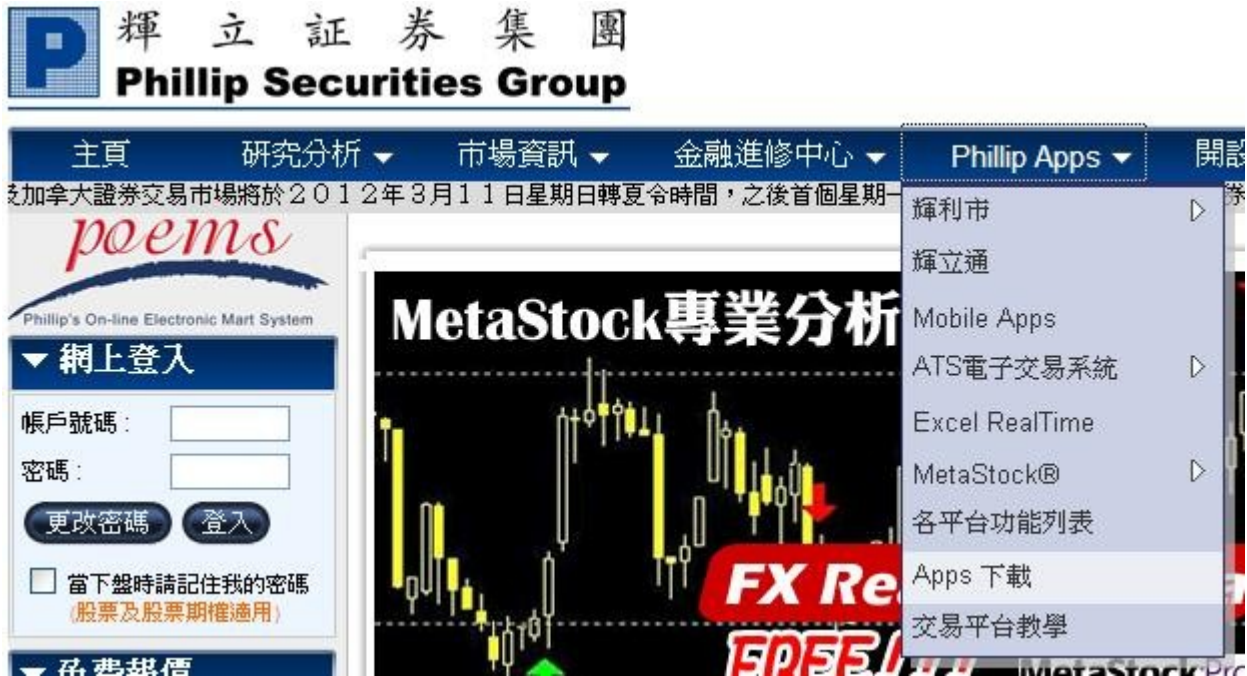 輝立証券集團
Phillip Securities Group
主頁 研究分析 市場資訊 金融進修中心 Phillip Apps 開設
及加拿大證券交易市場將於２０１２年３月１１日星期日轉夏令時間，之後首個星期一
poems
Phillip's On-line Electronic Mart System
網上登入
帳戶號碼：
密碼：
更改密碼 登入
當下盤時請記住我的密碼
(股票及股票期權適用)
免費報價
MetaStock專業分析
FX Re
FREE!!!
MetaStock Pro
輝利市
輝立通
Mobile Apps
ATS電子交易系統
Excel RealTime
MetaStock®
各平台功能列表
Apps 下載
交易平台教學